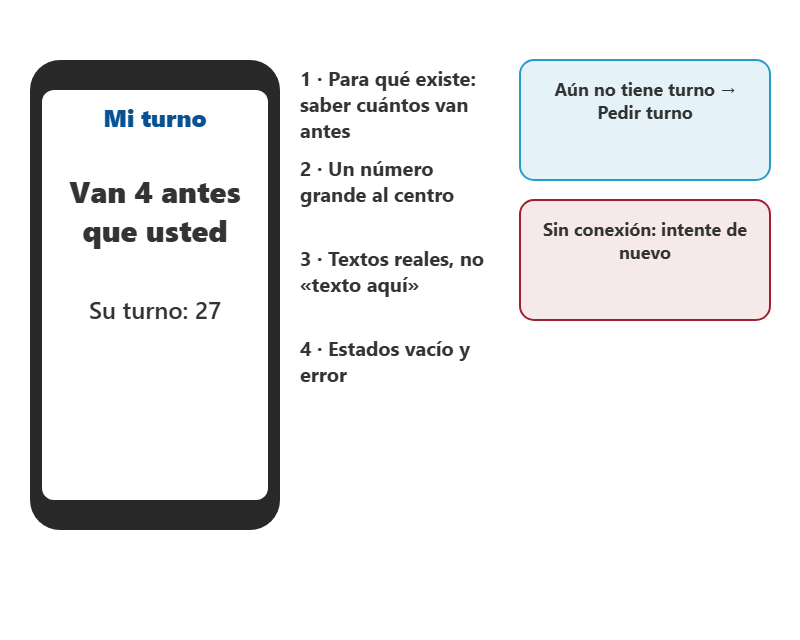 Mi turno
Van 4 antes
que usted
Su turno: 27
1 · Para qué existe:
saber cuántos van
antes
2 · Un número
grande al centro
3 · Textos reales, no
«texto aquí»
4 · Estados vacío y
error
Aún no tiene turno →
Pedir turno
Sin conexión: intente de
nuevo